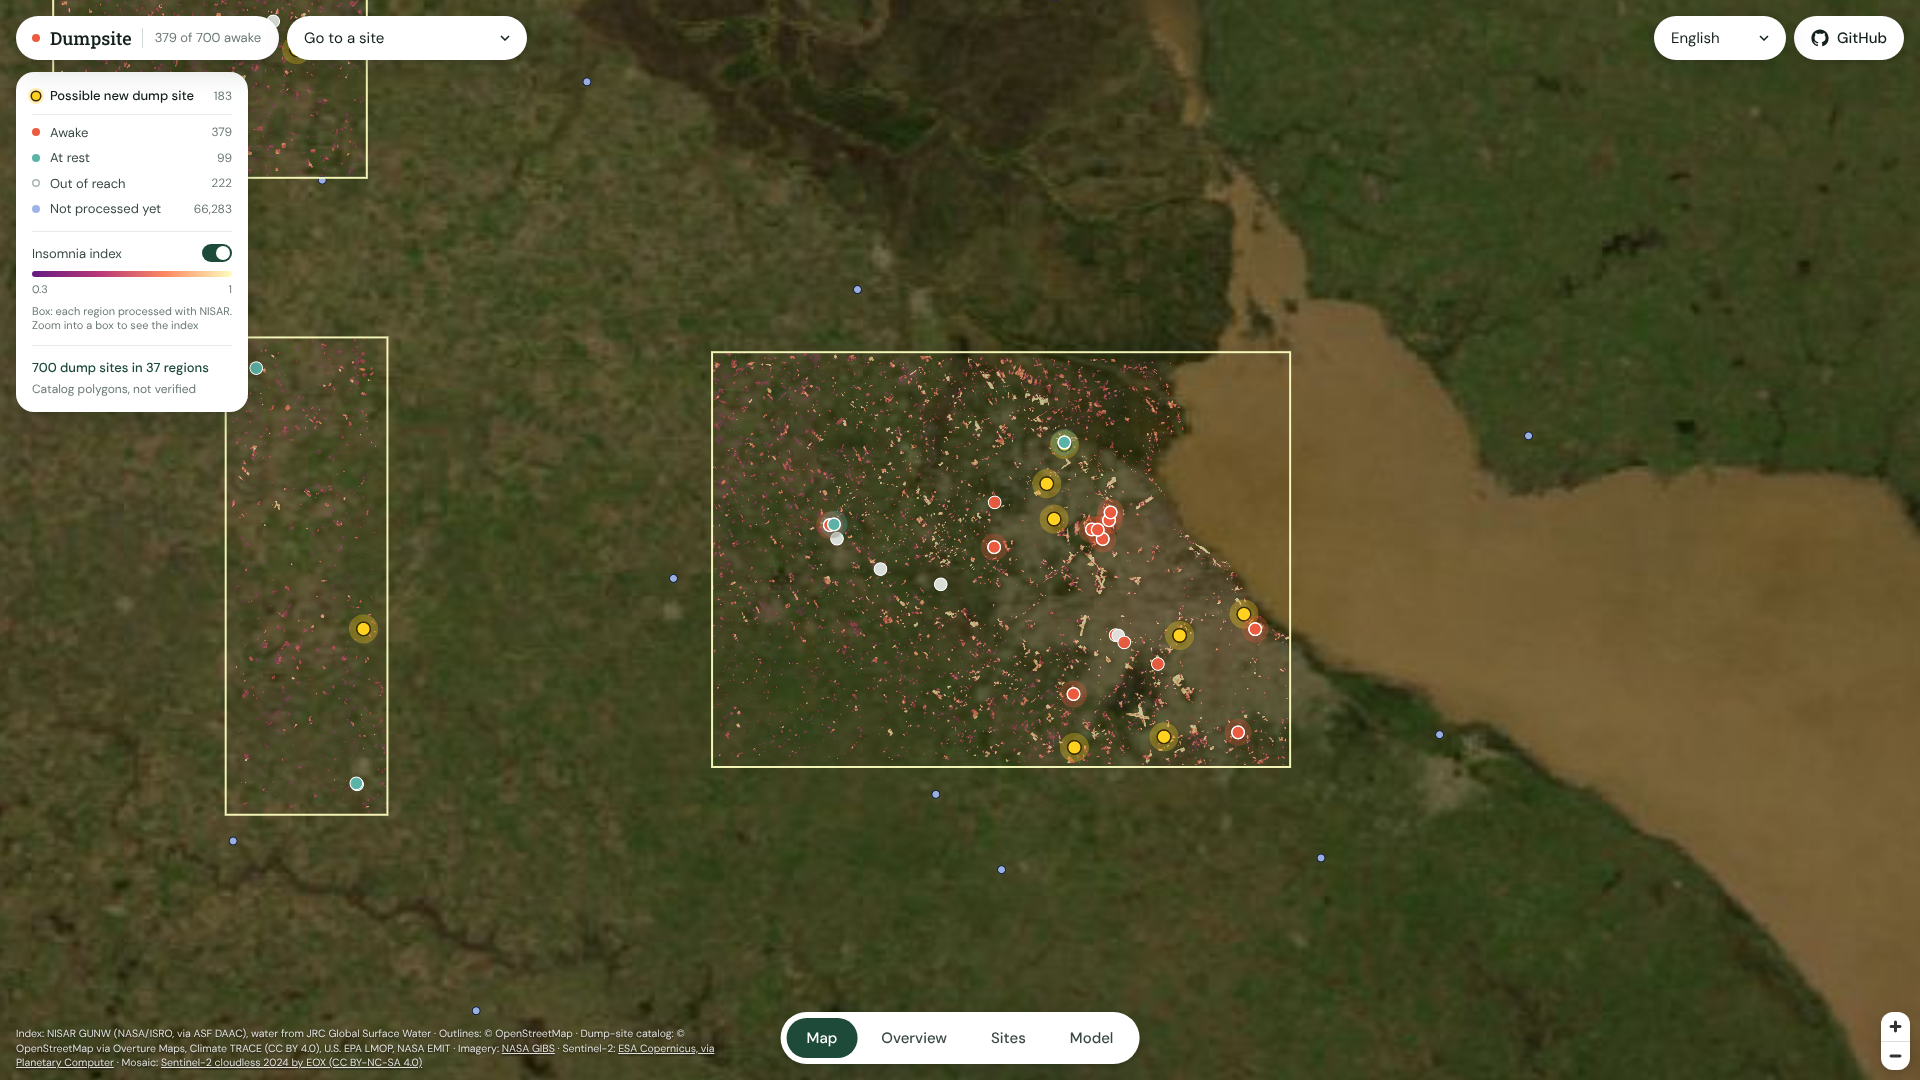 Dumpsite
379 of 700 awake
Go to a site
English
GitHub
Possible new dump site 183
Awake 379
At rest 99
Out of reach 222
Not processed yet 66,283
Insomnia index
0.3 1
Box: each region processed with NISAR.
Zoom into a box to see the index
700 dump sites in 37 regions
Catalog polygons, not verified
Index: NISAR GUNW (NASA/ISRO, via ASF DAAC), water from JRC Global Surface Water · Outlines: © OpenStreetMap · Dump-site catalog: ©
OpenStreetMap via Overture Maps, Climate TRACE (CC BY 4.0), U.S. EPA LMOP, NASA EMIT · Imagery: NASA GIBS · Sentinel-2: ESA Copernicus, via
Planetary Computer · Mosaic: Sentinel-2 cloudless 2024 by EOX (CC BY-NC-SA 4.0)
Map Overview Sites Model